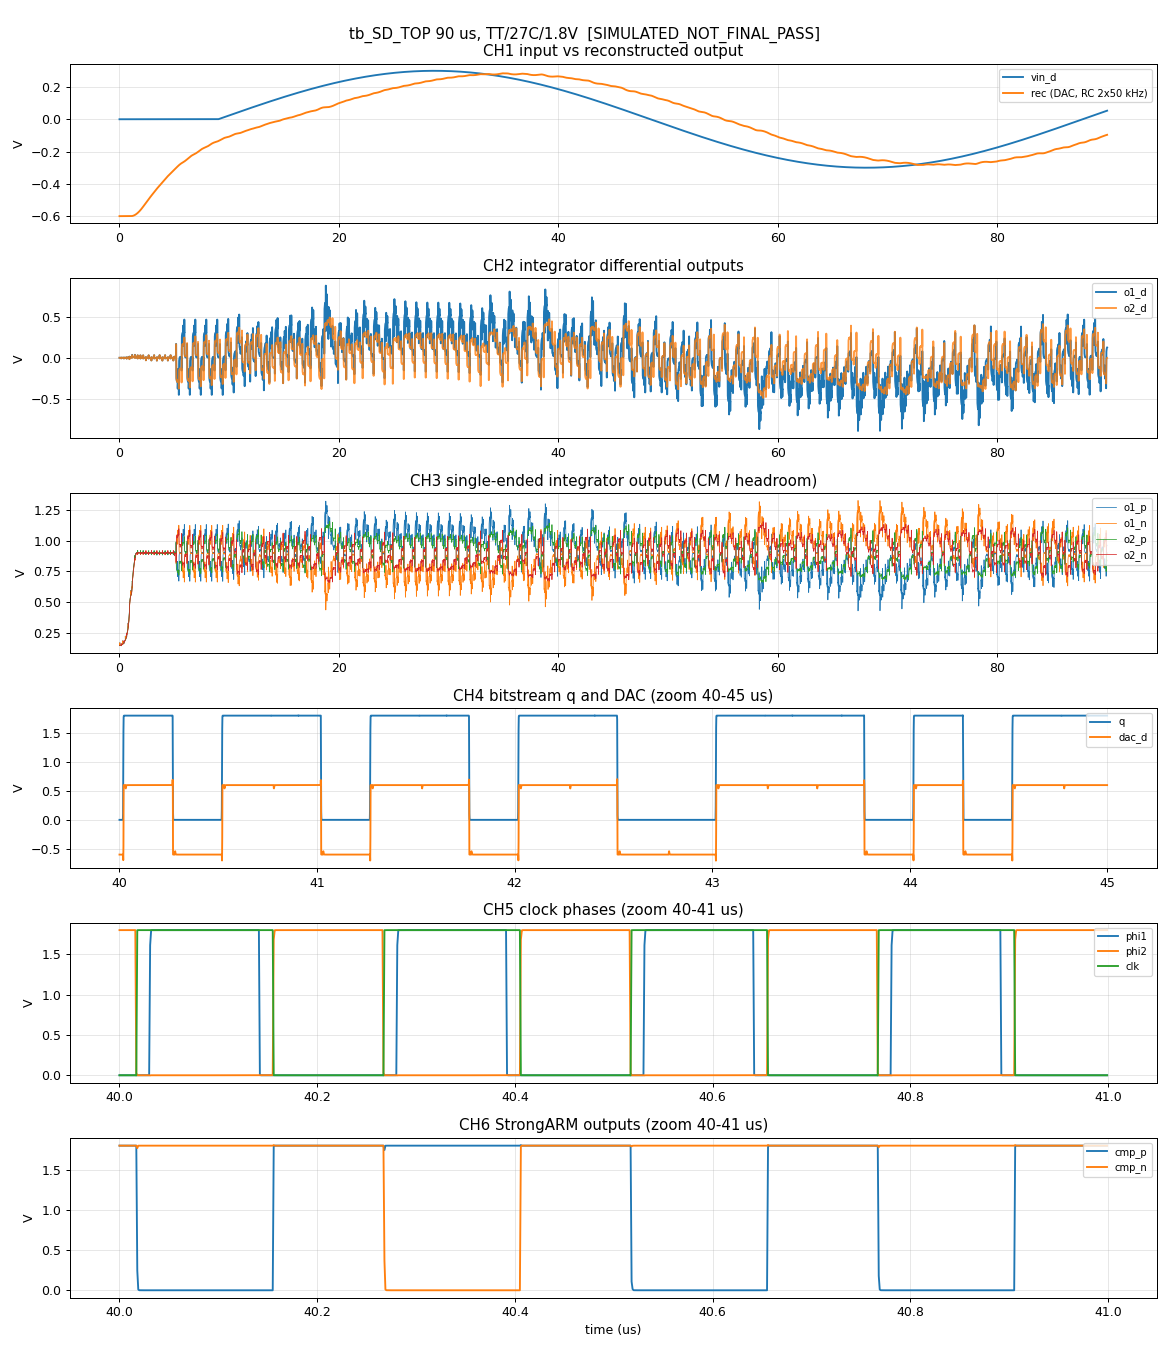 tb_SD_TOP 90 us, TT/27C/1.8V  [SIMULATED_NOT_FINAL_PASS]
CH1 input vs reconstructed output
vin_d
rec (DAC, RC 2x50 kHz)
V
0.2
0.0
−0.2
−0.4
−0.6
0 20 40 60 80
CH2 integrator differential outputs
o1_d
o2_d
V
0.5
0.0
−0.5
0 20 40 60 80
CH3 single-ended integrator outputs (CM / headroom)
o1_p
o1_n
o2_p
o2_n
V
1.25
1.00
0.75
0.50
0.25
0 20 40 60 80
CH4 bitstream q and DAC (zoom 40-45 us)
q
dac_d
V
1.5
1.0
0.5
0.0
−0.5
40 41 42 43 44 45
CH5 clock phases (zoom 40-41 us)
phi1
phi2
clk
V
1.5
1.0
0.5
0.0
40.0 40.2 40.4 40.6 40.8 41.0
CH6 StrongARM outputs (zoom 40-41 us)
cmp_p
cmp_n
V
1.5
1.0
0.5
0.0
40.0 40.2 40.4 40.6 40.8 41.0
time (us)